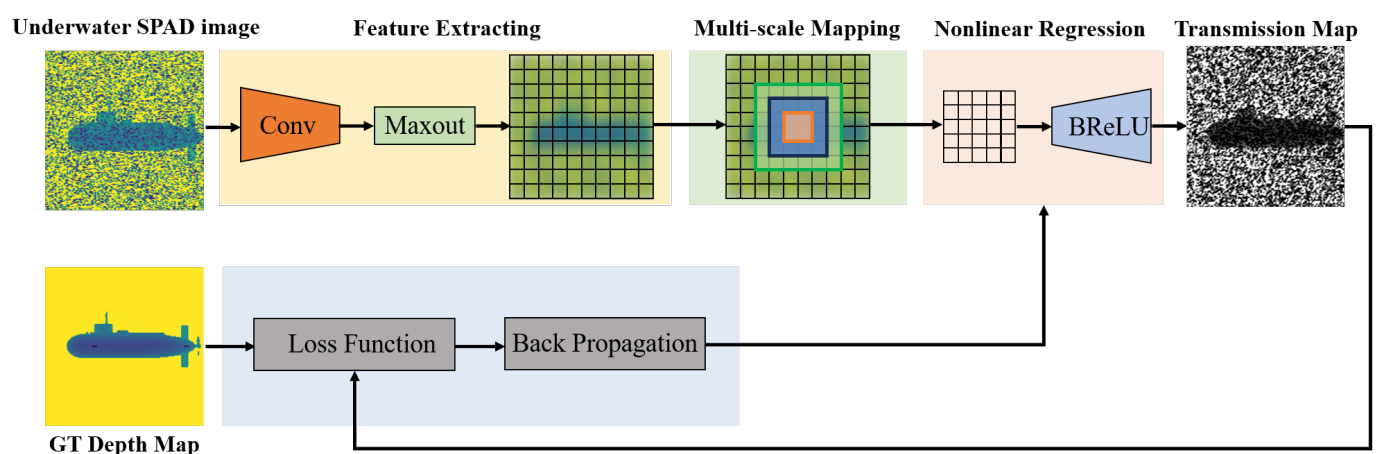 Underwater SPAD image
Feature Extracting
Multi-scale Mapping
Nonlinear Regression
Transmission Map
Conv
Maxout
BReLU
Loss Function
Back Propagation
GT Depth Map